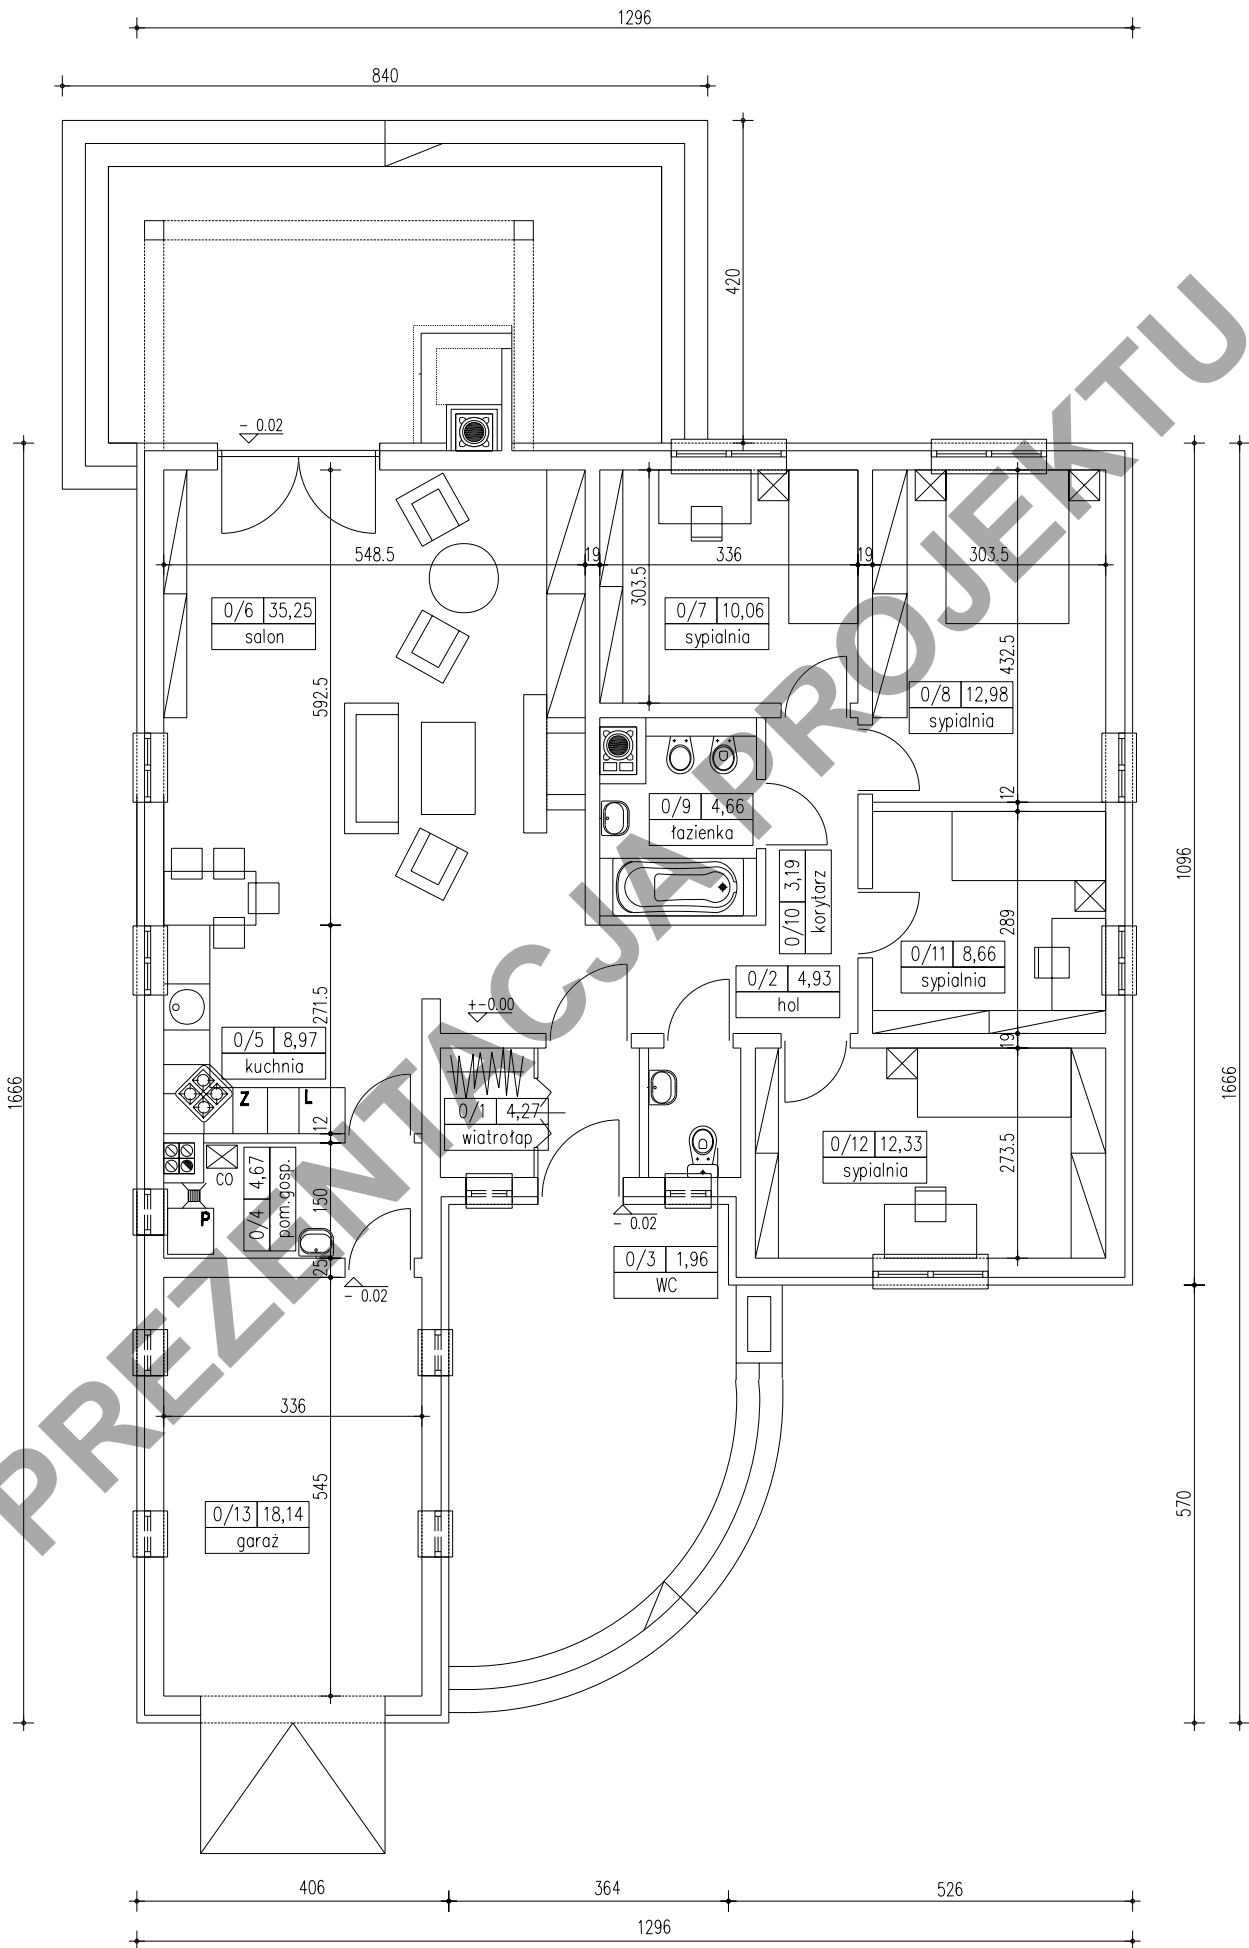 1296
840
420
- 0.02
548.5
19
336
19
303.5
303.5
0/6 35,25
salon
0/7 10,06
sypialnia
432.5
0/8 12,98
sypialnia
592.5
12
0/9 4,66
łazienka
1096
0/10 3,19
korytarz
289
0/11 8,66
sypialnia
0/2 4,93
hol
271.5
+-0.00
19
0/5 8,97
kuchnia
1666
1666
Z
L
0/1 4,27
wiatrołap
12
0/12 12,33
sypialnia
273.5
CO
0/4 4,67
pom.gosp.
150
P
- 0.02
0/3 1,96
WC
25
- 0.02
336
545
570
0/13 18,14
garaż
406
364
526
1296
PREZENTACJA PROJEKTU